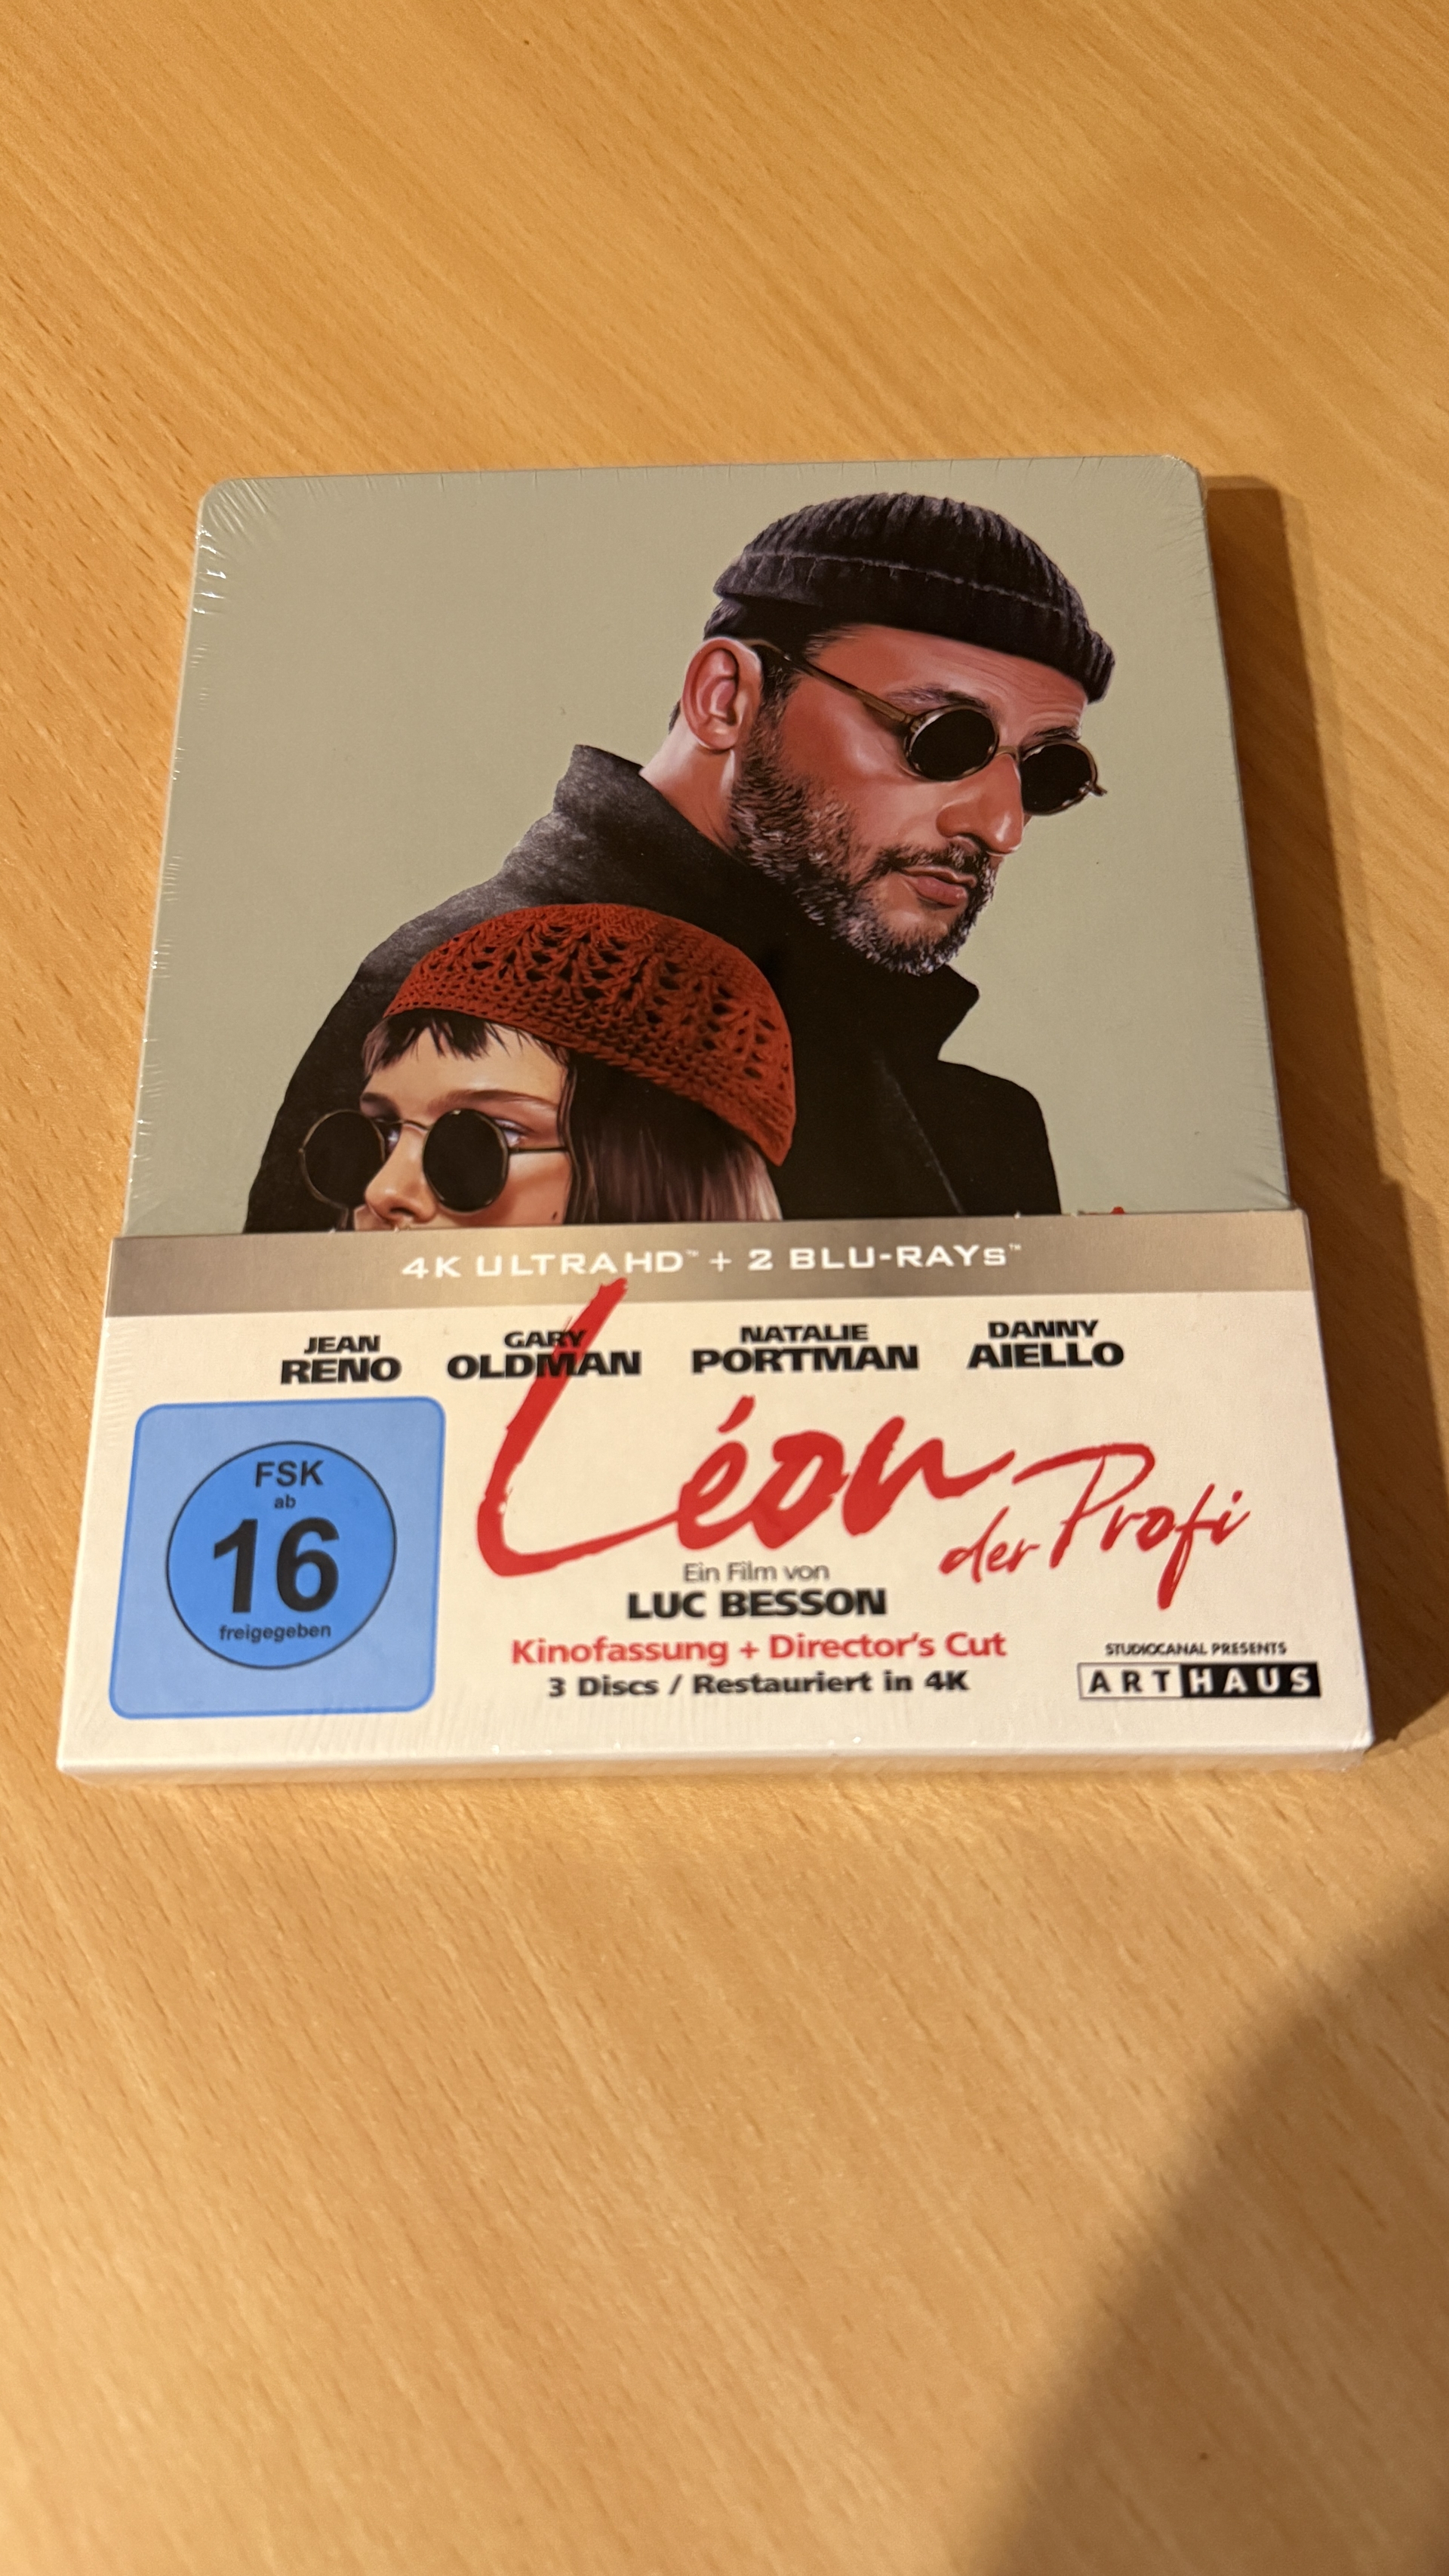 4K ULTRAHD™ + 2 BLU-RAYs™
JEAN RENO
GARY OLDMAN
NATALIE PORTMAN
DANNY AIELLO
Léon
der Profi
Ein Film von
LUC BESSON
Kinofassung + Director's Cut
3 Discs / Restauriert in 4K
FSK
ab
16
freigegeben
STUDIOCANAL PRESENTS
ARTHAUS